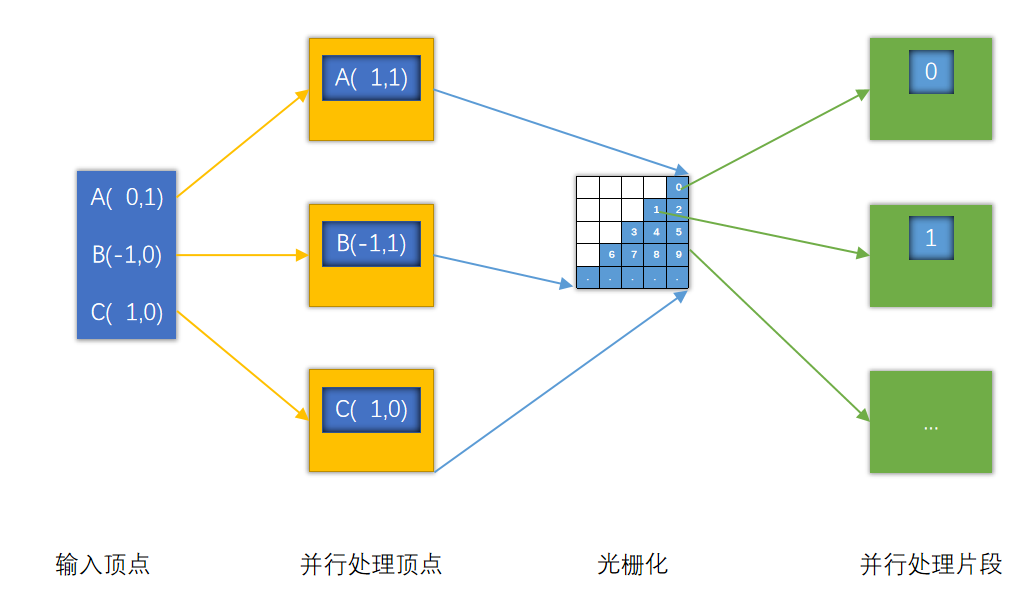 A( 0,1)
B(-1,0)
C( 1,0)
A( 1,1)
B(-1,1)
C( 1,0)
0
1 2
3 4 5
6 7 8 9
. . . . .
0
1
...
输入顶点
并行处理顶点
光栅化
并行处理片段